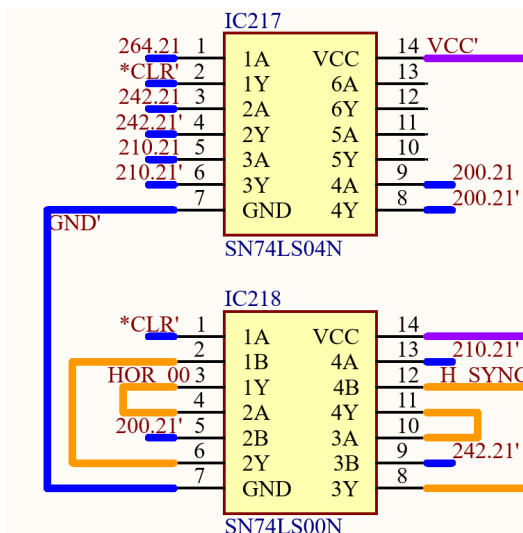 IC217
264.21 1 1A VCC 14 VCC'
*CLR' 2 1Y 6A 13
242.21 3 2A 6Y 12
242.21' 4 2Y 5A 11
210.21 5 3A 5Y 10
210.21' 6 3Y 4A 9 200.21
7 GND 4Y 8 200.21'
GND'
SN74LS04N
IC218
*CLR' 1 1A VCC 14
2 1B 4A 13 210.21'
HOR_00 3 1Y 4B 12 H_SYNC
4 2A 4Y 11
200.21' 5 2B 3A 10
6 2Y 3B 9 242.21'
7 GND 3Y 8
SN74LS00N